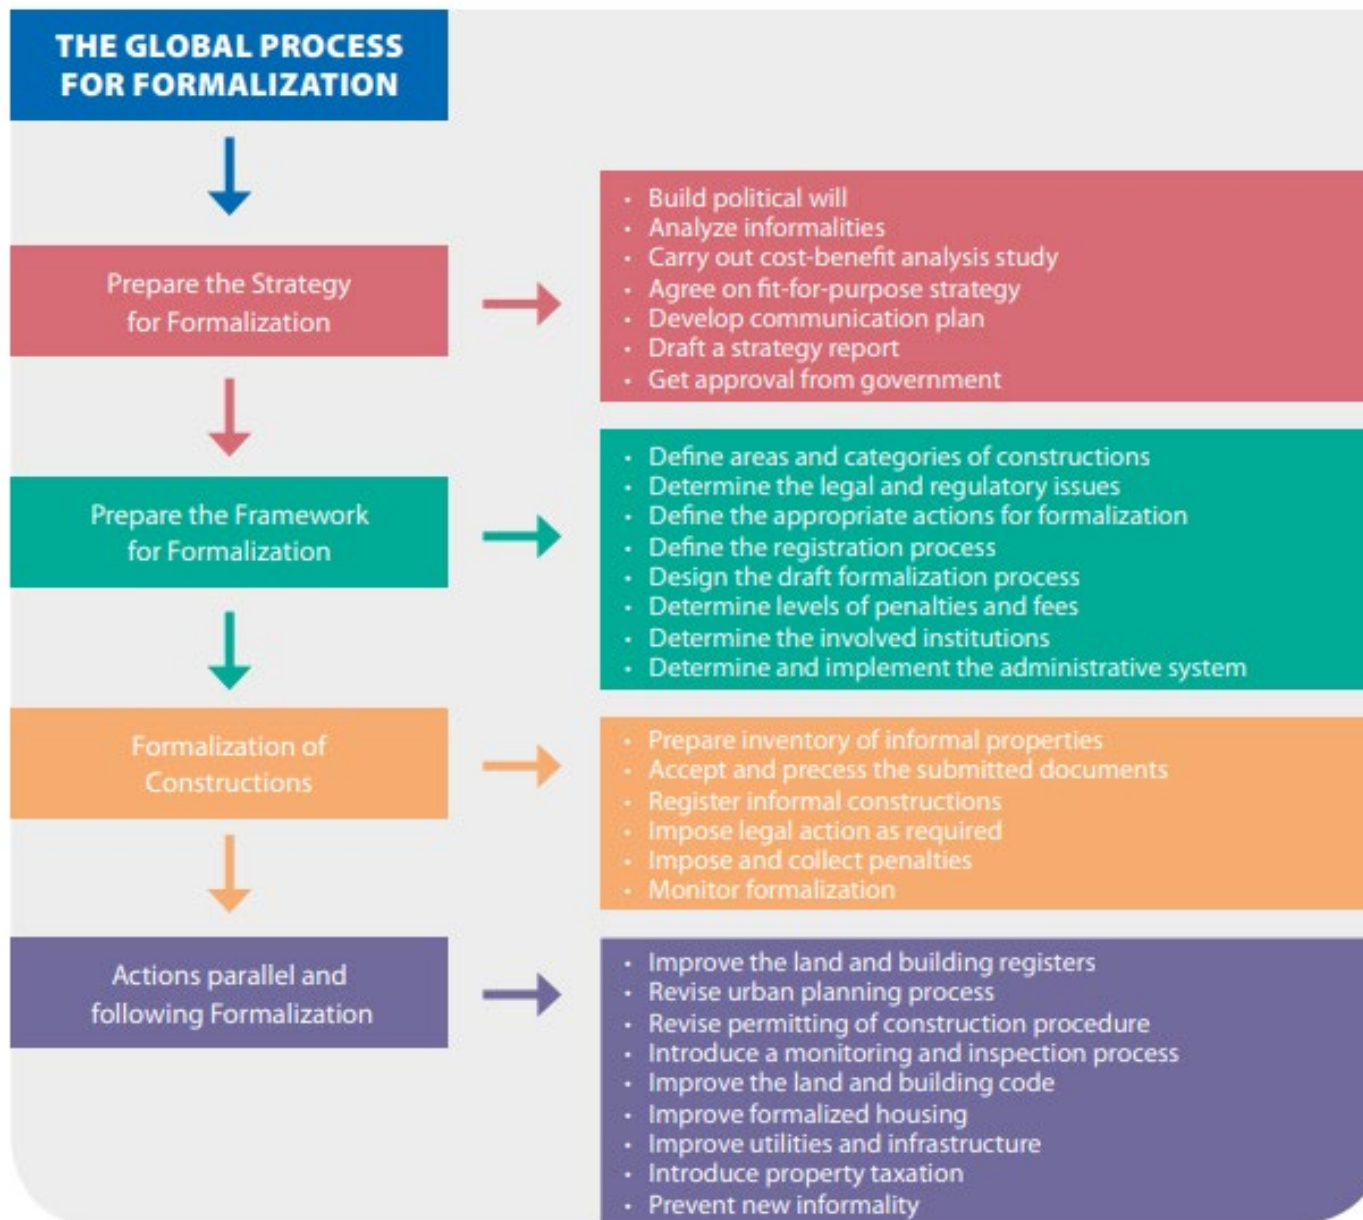 THE GLOBAL PROCESS
FOR FORMALIZATION
Prepare the Strategy
for Formalization
• Build political will
• Analyze informalities
• Carry out cost-benefit analysis study
• Agree on fit-for-purpose strategy
• Develop communication plan
• Draft a strategy report
• Get approval from government
Prepare the Framework
for Formalization
• Define areas and categories of constructions
• Determine the legal and regulatory issues
• Define the appropriate actions for formalization
• Define the registration process
• Design the draft formalization process
• Determine levels of penalties and fees
• Determine the involved institutions
• Determine and implement the administrative system
Formalization of
Constructions
• Prepare inventory of informal properties
• Accept and precess the submitted documents
• Register informal constructions
• Impose legal action as required
• Impose and collect penalties
• Monitor formalization
Actions parallel and
following Formalization
• Improve the land and building registers
• Revise urban planning process
• Revise permitting of construction procedure
• Introduce a monitoring and inspection process
• Improve the land and building code
• Improve formalized housing
• Improve utilities and infrastructure
• Introduce property taxation
• Prevent new informality